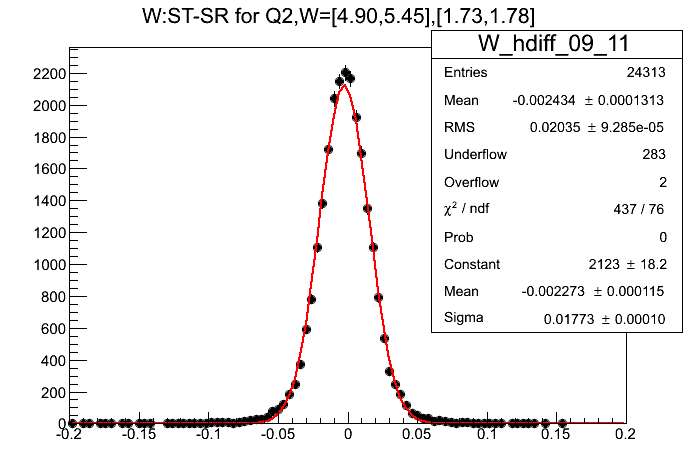 W:ST-SR for Q2,W=[4.90,5.45],[1.73,1.78]
W_hdiff_09_11
Entries 24313
Mean -0.002434 ± 0.0001313
RMS 0.02035 ± 9.285e-05
Underflow 283
Overflow 2
χ² / ndf 437 / 76
Prob 0
Constant 2123 ± 18.2
Mean -0.002273 ± 0.000115
Sigma 0.01773 ± 0.00010
2200
2000
1800
1600
1400
1200
1000
800
600
400
200
0
-0.2 -0.15 -0.1 -0.05 0 0.05 0.1 0.15 0.2